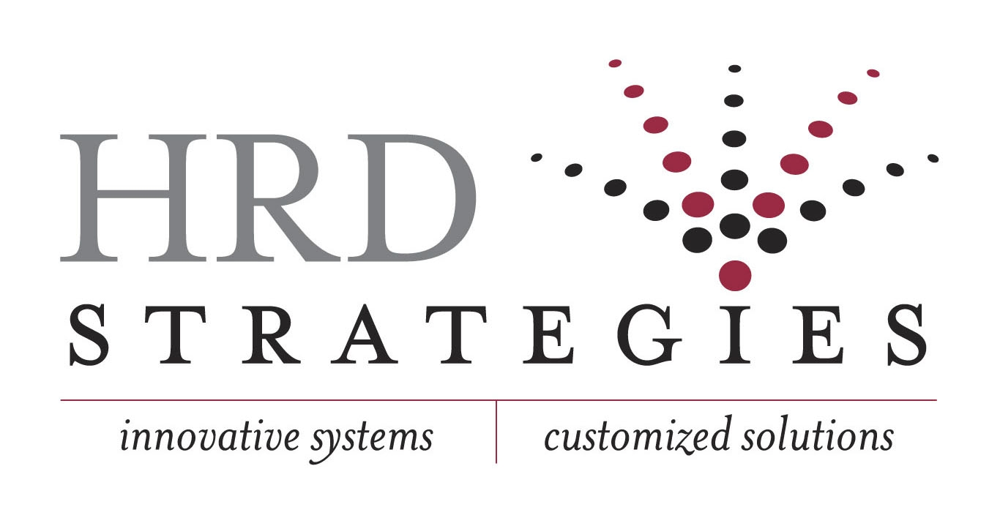 HRD
STRATEGIES
innovative systems
customized solutions